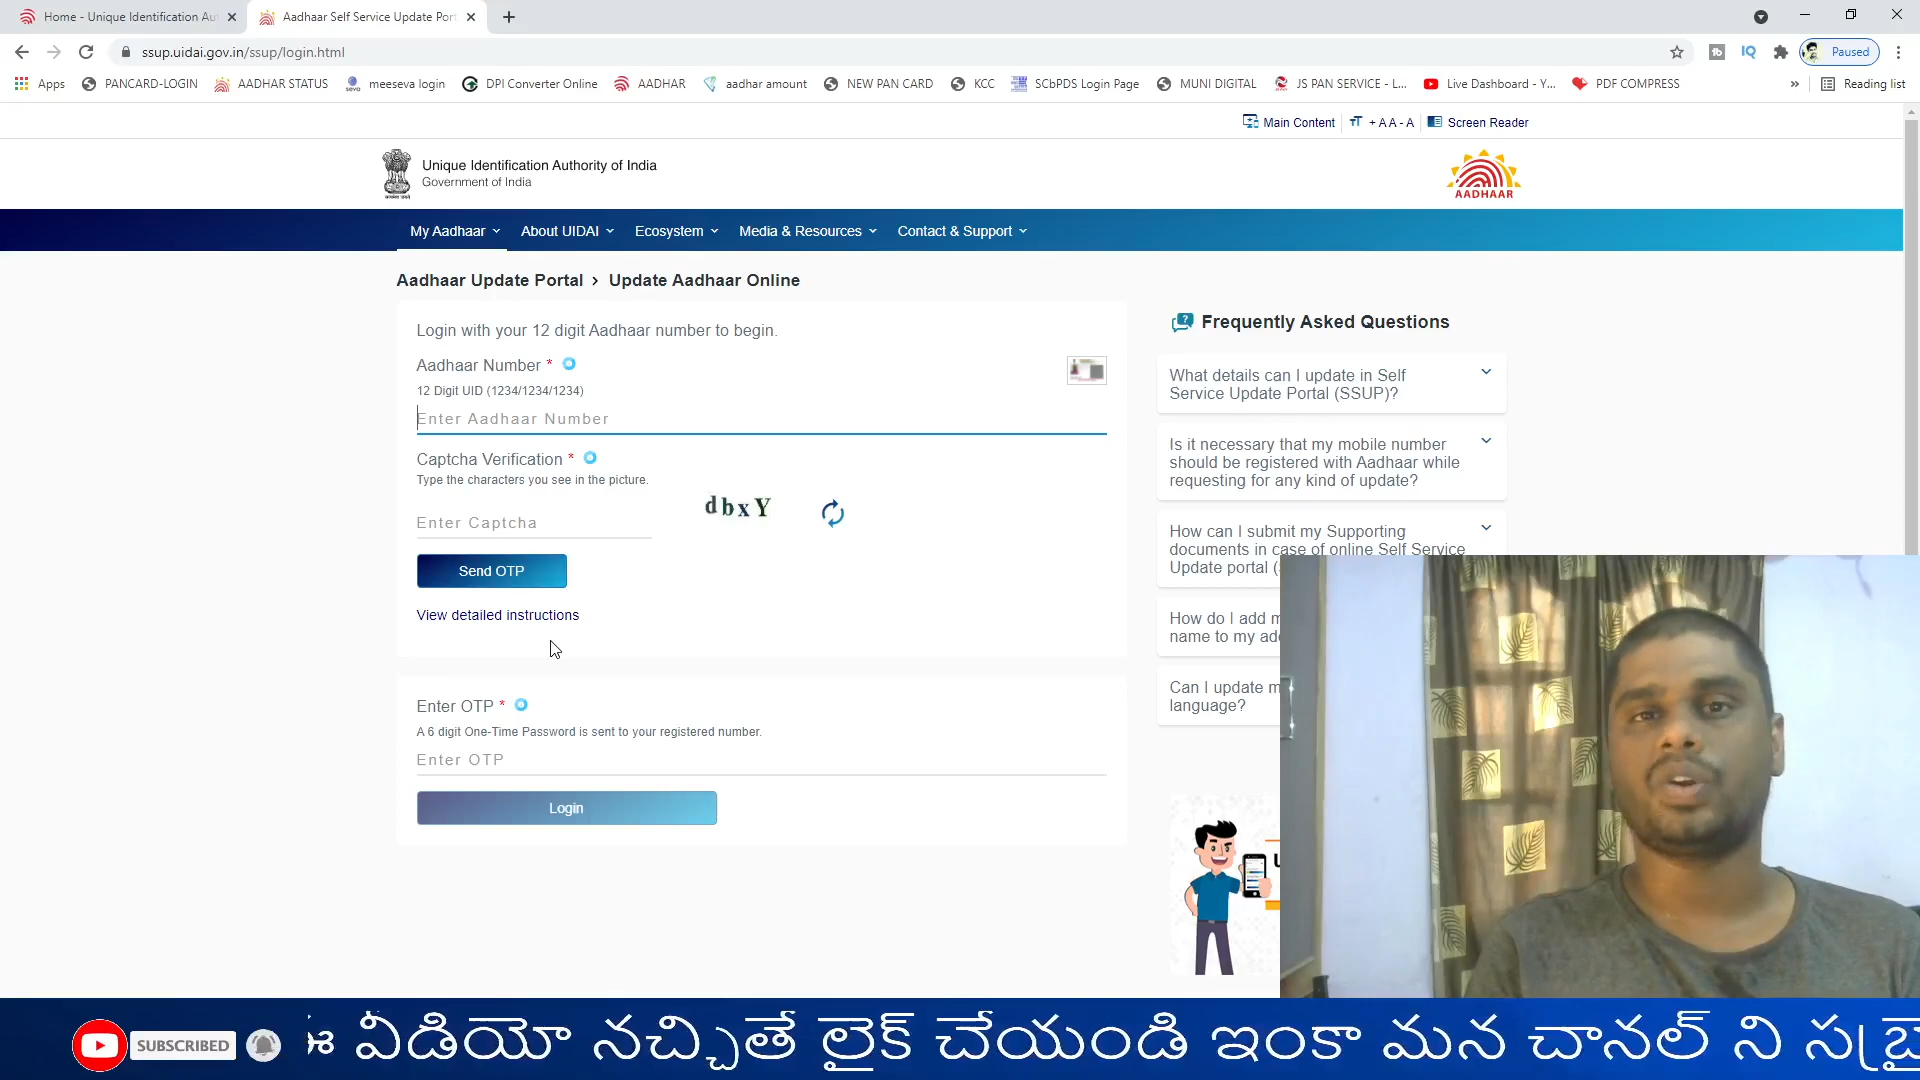 Home - Unique Identification Au
Aadhaar Self Service Update Port
ssup.uidai.gov.in/ssup/login.html
Paused
Apps
PANCARD-LOGIN
AADHAR STATUS
meeseva login
DPI Converter Online
AADHAR
aadhar amount
NEW PAN CARD
KCC
SCbPDS Login Page
MUNI DIGITAL
JS PAN SERVICE - L...
Live Dashboard - Y...
PDF COMPRESS
»
Reading list
Main Content
+ A A - A
Screen Reader
Unique Identification Authority of India
Government of India
AADHAAR
My Aadhaar
About UIDAI
Ecosystem
Media & Resources
Contact & Support
Aadhaar Update Portal › Update Aadhaar Online
Login with your 12 digit Aadhaar number to begin.
Aadhaar Number *
12 Digit UID (1234/1234/1234)
Enter Aadhaar Number
Captcha Verification *
Type the characters you see in the picture.
Enter Captcha
dbxY
Send OTP
View detailed instructions
Enter OTP *
A 6 digit One-Time Password is sent to your registered number.
Enter OTP
Login
Frequently Asked Questions
What details can I update in Self
Service Update Portal (SSUP)?
Is it necessary that my mobile number
should be registered with Aadhaar while
requesting for any kind of update?
How can I submit my Supporting
documents in case of online Self Service
Update portal (
How do I add m
name to my ad
Can I update m
language?
SUBSCRIBED
ఈ వీడియో నచ్చితే లైక్ చేయండి ఇంకా మన చానల్ ని